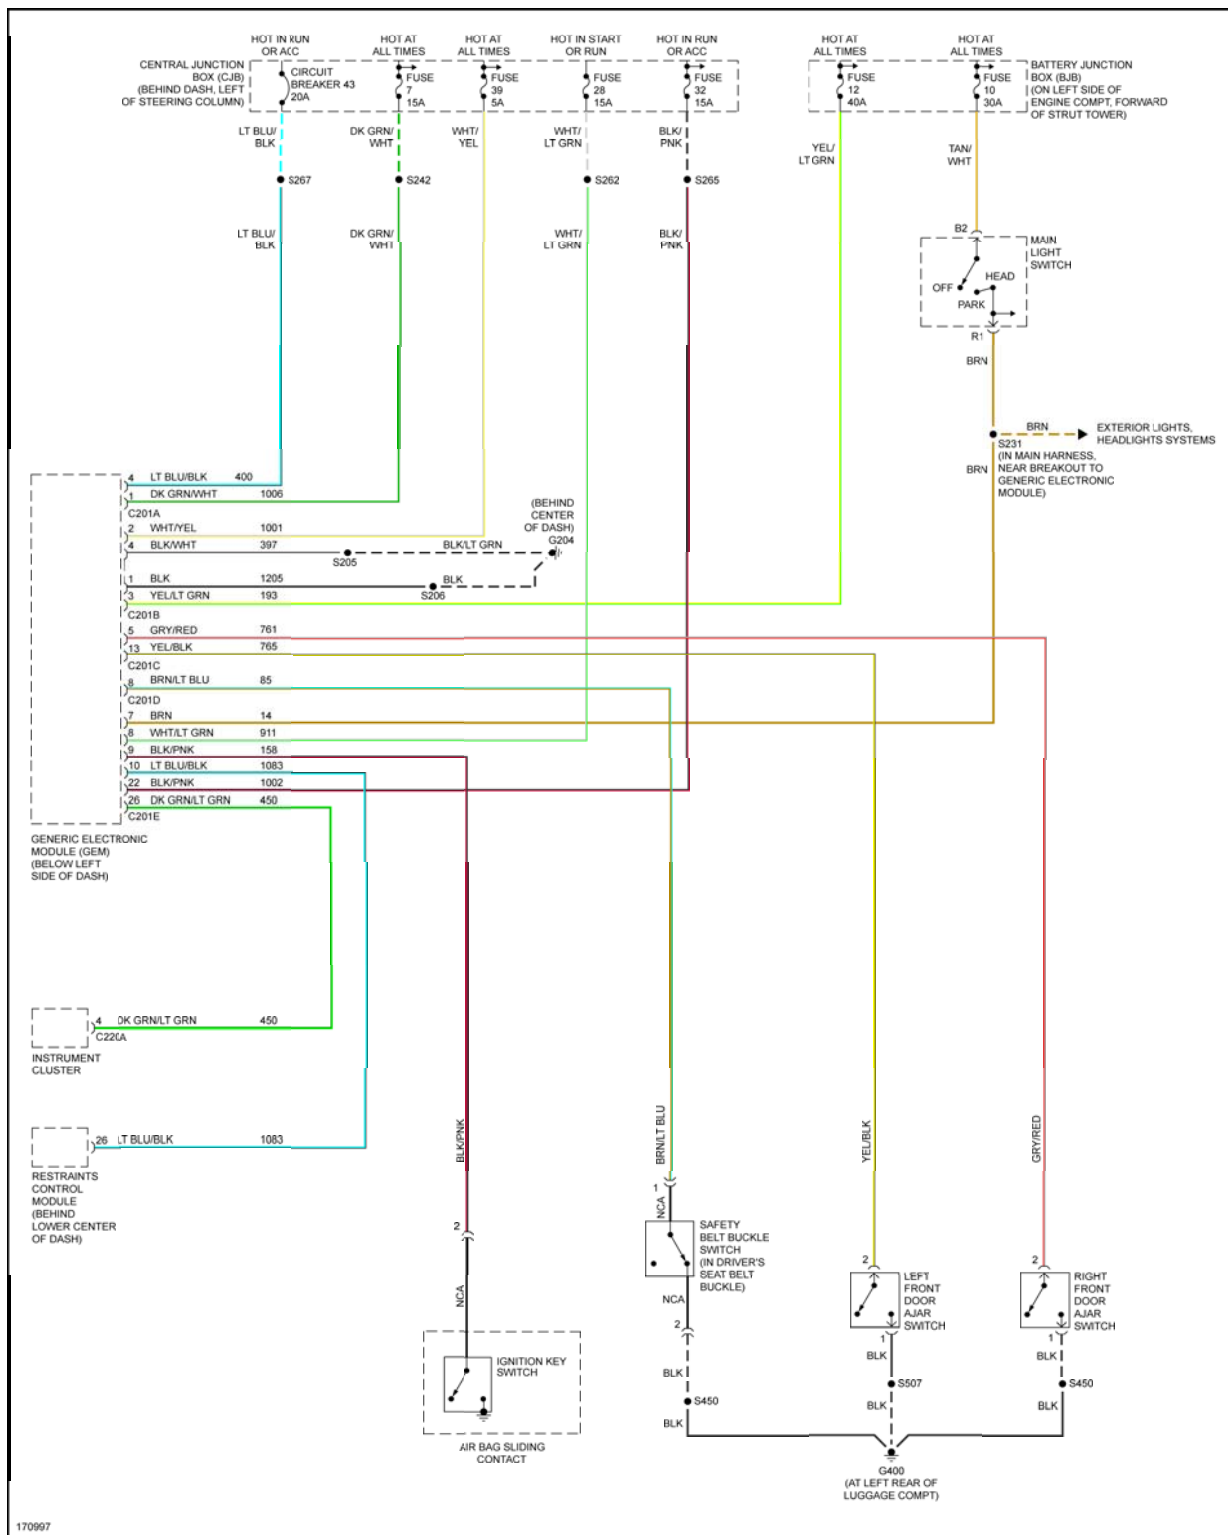 HOT IN RUN
OR ACC
HOT AT
ALL TIMES
HOT AT
ALL TIMES
HOT IN START
OR RUN
HOT IN RUN
OR ACC
HOT AT
ALL TIMES
HOT AT
ALL TIMES
CENTRAL JUNCTION
BOX (CJB)
(BEHIND DASH, LEFT
OF STEERING COLUMN)
CIRCUIT
BREAKER 43
20A
FUSE
7
15A
FUSE
39
5A
FUSE
28
15A
FUSE
32
15A
FUSE
12
40A
FUSE
10
30A
BATTERY JUNCTION
BOX (BJB)
(ON LEFT SIDE OF
ENGINE COMPT, FORWARD
OF STRUT TOWER)
LT BLU/
BLK
DK GRN/
WHT
WHT/
YEL
WHT/
LT GRN
BLK/
PNK
YEL/
LT GRN
TAN/
WHT
S267
S242
S262
S265
LT BLU/
BLK
DK GRN/
WHT
WHT/
LT GRN
BLK/
PNK
B2
MAIN
LIGHT
SWITCH
HEAD
OFF
PARK
R1
BRN
BRN
EXTERIOR LIGHTS,
HEADLIGHTS SYSTEMS
S231
(IN MAIN HARNESS,
NEAR BREAKOUT TO
GENERIC ELECTRONIC
MODULE)
BRN
4 LT BLU/BLK 400
1 DK GRN/WHT 1006
C201A
2 WHT/YEL 1001
4 BLK/WHT 397
S205
BLK/LT GRN
(BEHIND
CENTER
OF DASH)
G204
1 BLK 1205
S206
BLK
3 YEL/LT GRN 193
C201B
5 GRY/RED 761
13 YEL/BLK 765
C201C
8 BRN/LT BLU 85
C201D
7 BRN 14
8 WHT/LT GRN 911
9 BLK/PNK 158
10 LT BLU/BLK 1083
22 BLK/PNK 1002
26 DK GRN/LT GRN 450
C201E
GENERIC ELECTRONIC
MODULE (GEM)
(BELOW LEFT
SIDE OF DASH)
4 DK GRN/LT GRN 450
C220A
INSTRUMENT
CLUSTER
26 LT BLU/BLK 1083
RESTRAINTS
CONTROL
MODULE
(BEHIND
LOWER CENTER
OF DASH)
BLK/PNK
2
NCA
IGNITION KEY
SWITCH
AIR BAG SLIDING
CONTACT
BRN/LT BLU
1
NCA
SAFETY
BELT BUCKLE
SWITCH
(IN DRIVER'S
SEAT BELT
BUCKLE)
NCA
2
BLK
S450
BLK
YEL/BLK
2
LEFT
FRONT
DOOR
AJAR
SWITCH
1
BLK
S507
BLK
GRY/RED
2
RIGHT
FRONT
DOOR
AJAR
SWITCH
1
BLK
S450
BLK
G400
(AT LEFT REAR OF
LUGGAGE COMPT)
170997